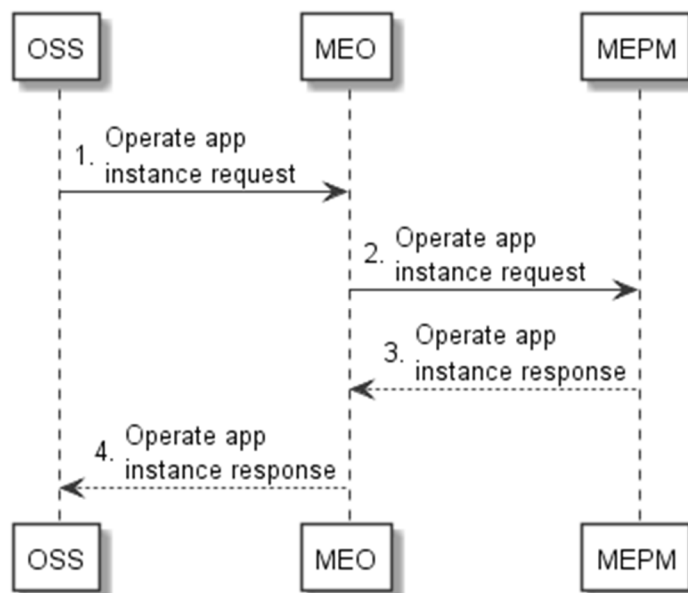 OSS
MEO
MEPM
1. Operate app
instance request
2. Operate app
instance request
3. Operate app
instance response
4. Operate app
instance response
OSS
MEO
MEPM